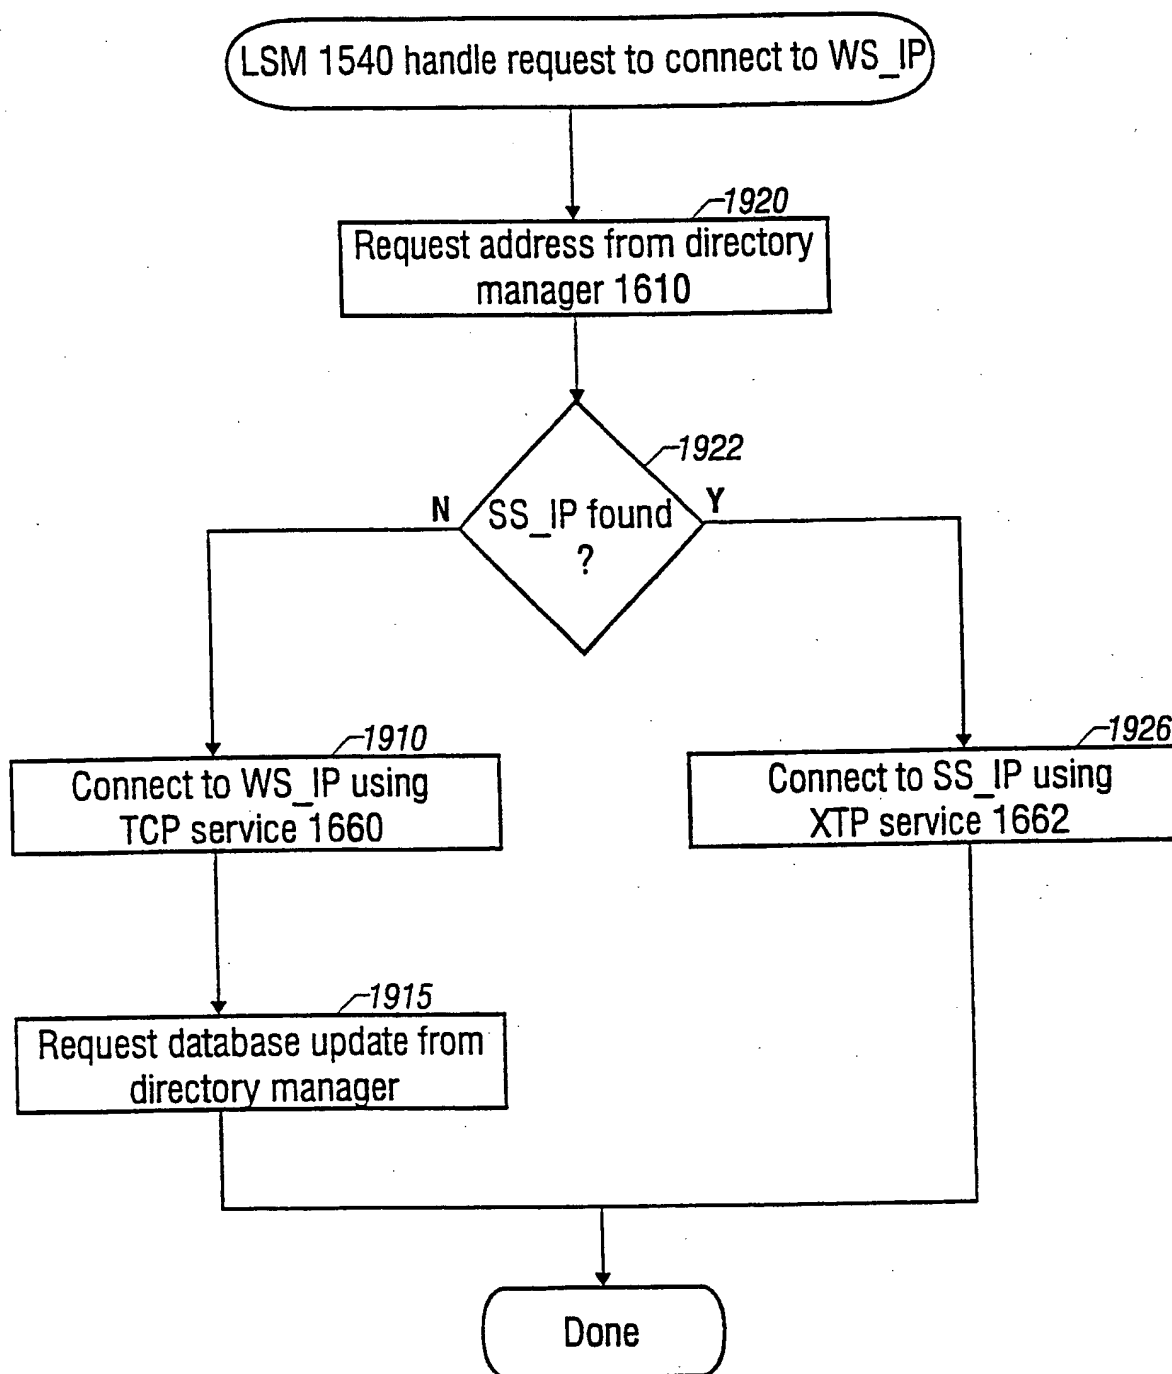 LSM 1540 handle request to connect to WS_IP
1920
Request address from directory
manager 1610
1922
N
SS_IP found
?
Y
1910
Connect to WS_IP using
TCP service 1660
1926
Connect to SS_IP using
XTP service 1662
1915
Request database update from
directory manager
Done